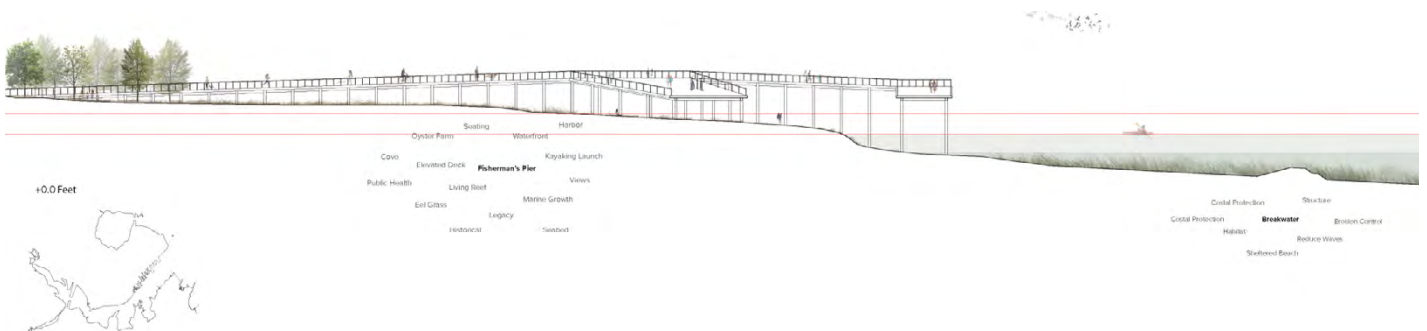 Seating
Harbor
Oyster Farm
Waterfront
Cove
Elevated Deck
Fisherman's Pier
Kayaking Launch
Public Health
Living Reef
Views
Eel Grass
Marine Growth
Legacy
Historical
Seabed
+0.0 Feet
Costal Protection
Structure
Costal Protection
Breakwater
Erosion Control
Habitat
Reduce Waves
Sheltered Beach